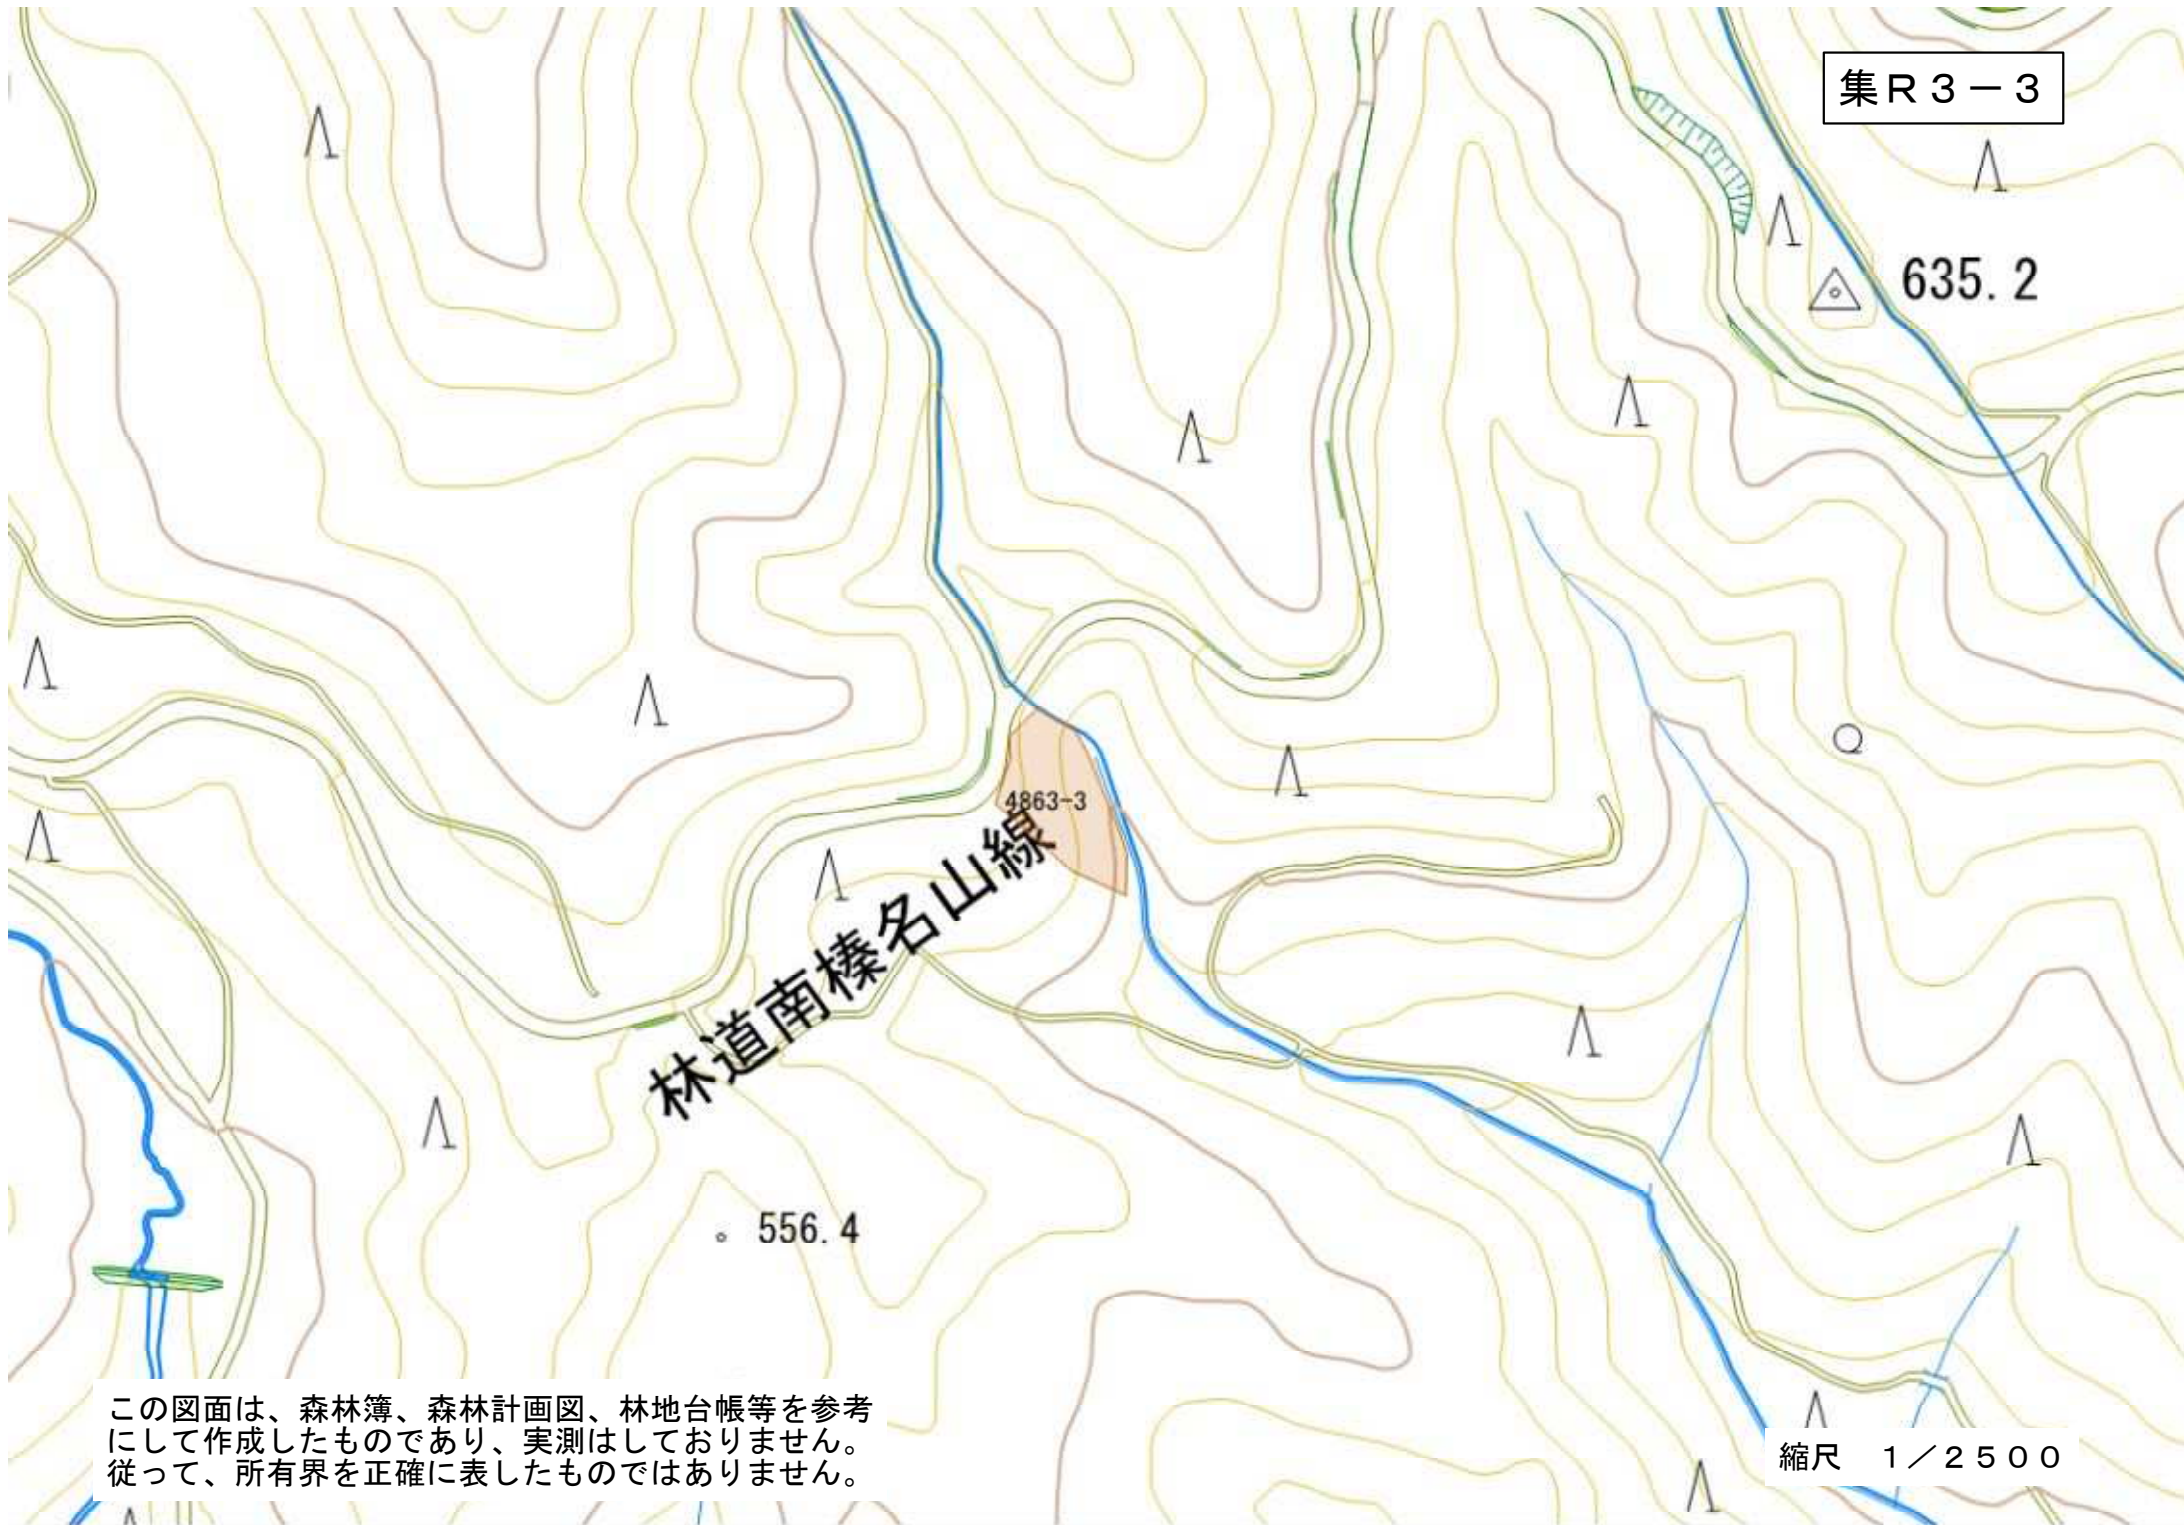 集Ｒ３－３
635.2
4863-3
林道南榛名山線
556.4
この図面は、森林簿、森林計画図、林地台帳等を参考
にして作成したものであり、実測はしておりません。
従って、所有界を正確に表したものではありません。
縮尺　１／２５００